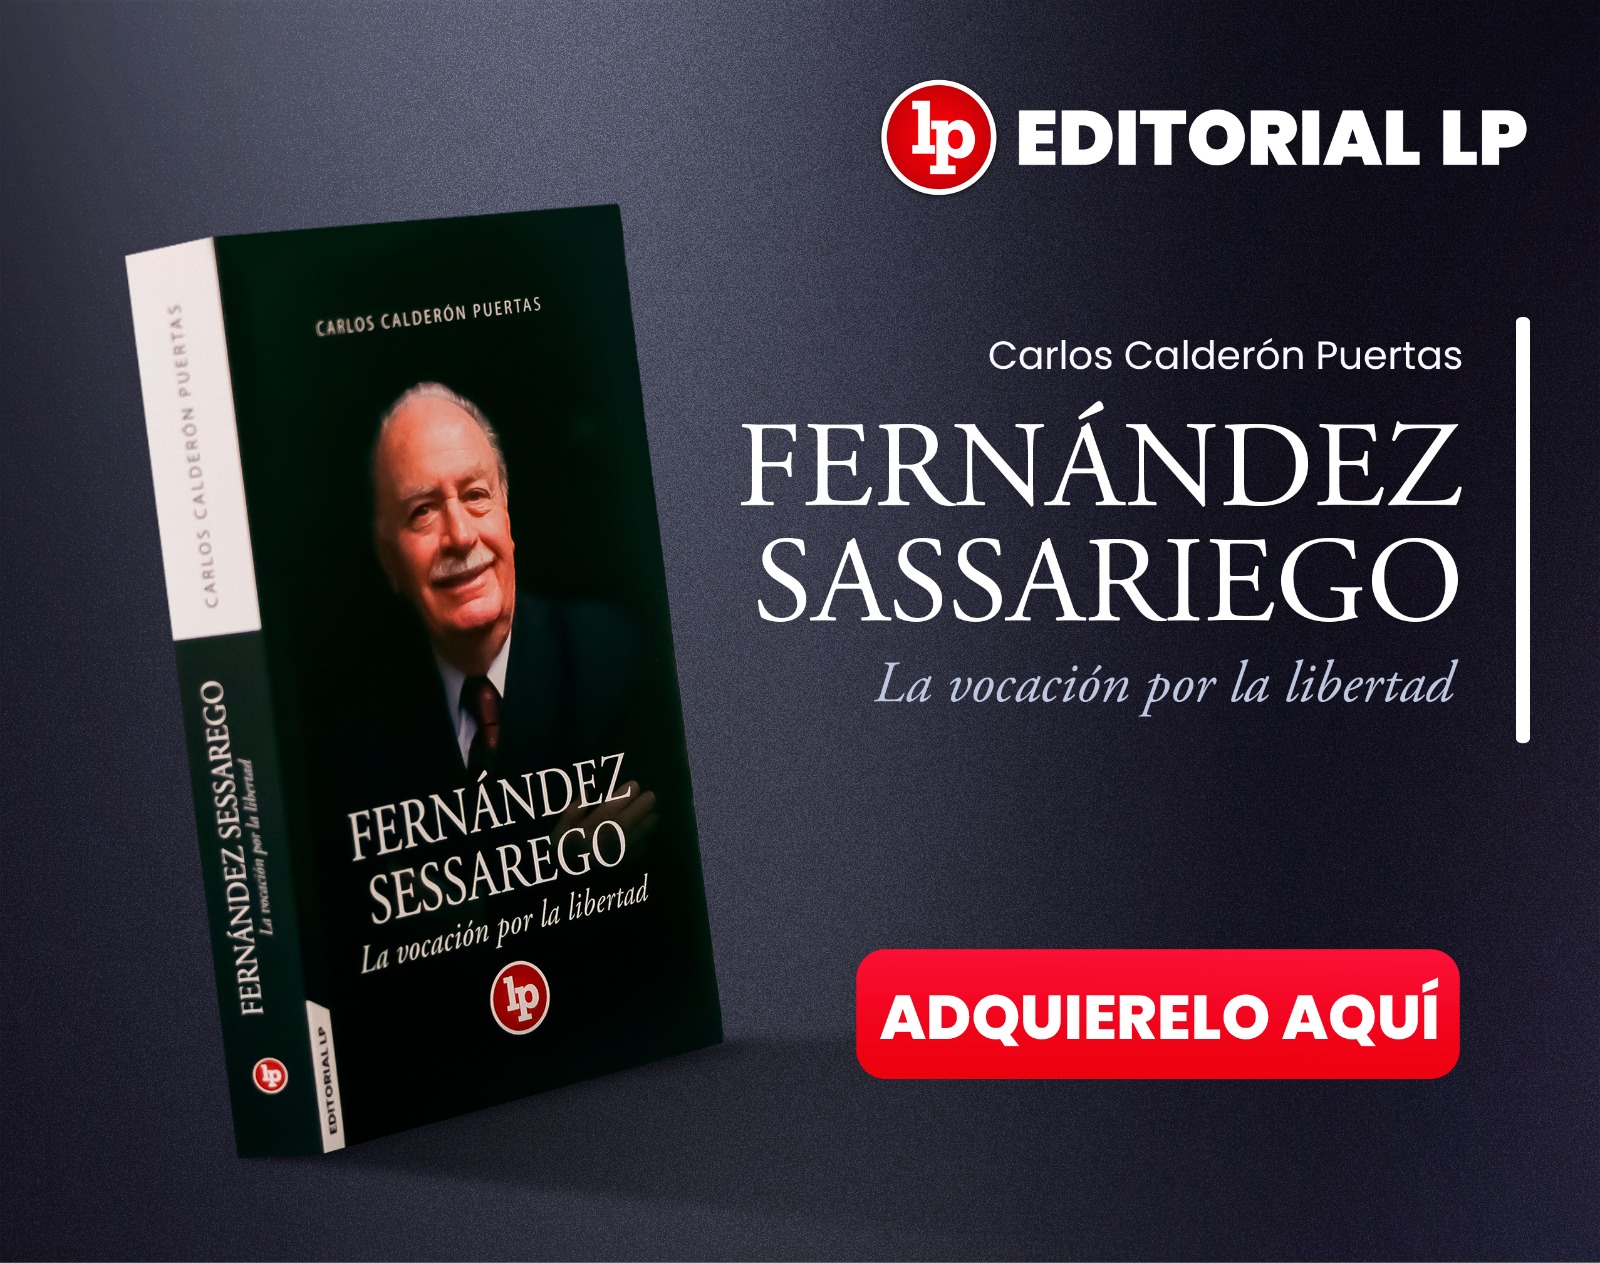 lp EDITORIAL LP
Carlos Calderón Puertas
FERNÁNDEZ
SASSARIEGO
La vocación por la libertad
ADQUIERELO AQUÍ
CARLOS CALDERÓN PUERTAS
FERNÁNDEZ
SESSAREGO
La vocación por la libertad
lp
CARLOS CALDERÓN PUERTAS
FERNÁNDEZ SESSAREGO
La vocación por la libertad
lp
EDITORIAL LP